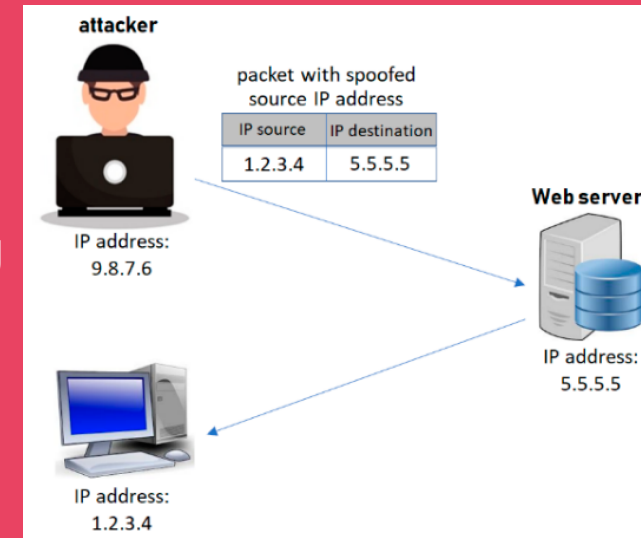 attacker
packet with spoofed
source IP address
IP source IP destination
1.2.3.4 5.5.5.5
IP address:
9.8.7.6
Web server
IP address:
5.5.5.5
IP address:
1.2.3.4